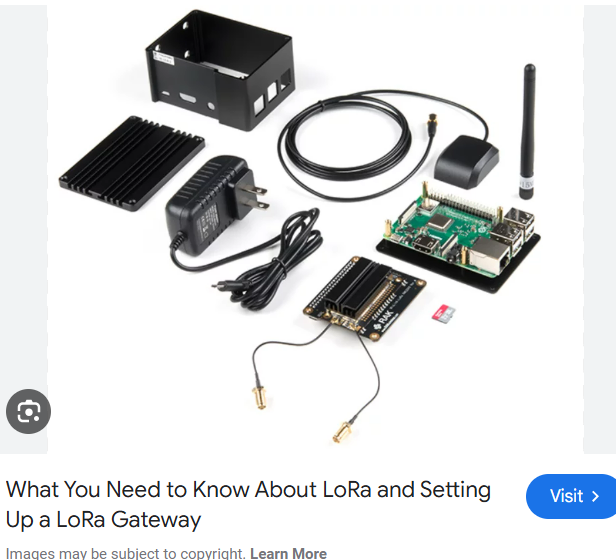 RAK
What You Need to Know About LoRa and Setting
Up a LoRa Gateway
Visit
Images may be subject to copyright. Learn More